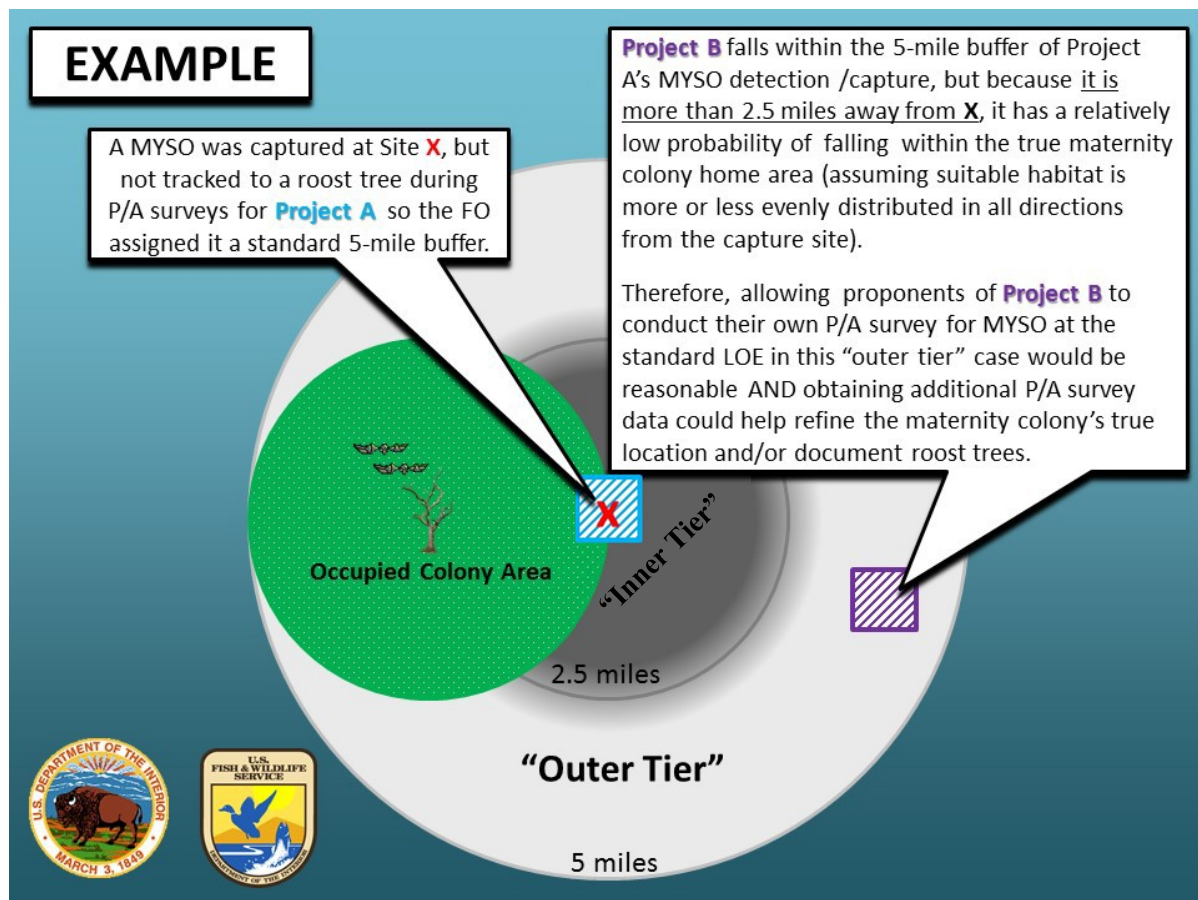 EXAMPLE
A MYSO was captured at Site X, but
not tracked to a roost tree during
P/A surveys for Project A so the FO
assigned it a standard 5-mile buffer.
Project B falls within the 5-mile buffer of Project
A's MYSO detection /capture, but because it is
more than 2.5 miles away from X, it has a relatively
low probability of falling within the true maternity
colony home area (assuming suitable habitat is
more or less evenly distributed in all directions
from the capture site).
Therefore, allowing proponents of Project B to
conduct their own P/A survey for MYSO at the
standard LOE in this “outer tier” case would be
reasonable AND obtaining additional P/A survey
data could help refine the maternity colony's true
location and/or document roost trees.
X
“Inner Tier”
Occupied Colony Area
2.5 miles
“Outer Tier”
5 miles
U.S. DEPARTMENT OF THE INTERIOR
MARCH 3, 1849
U.S.
FISH & WILDLIFE
SERVICE
DEPARTMENT OF THE INTERIOR